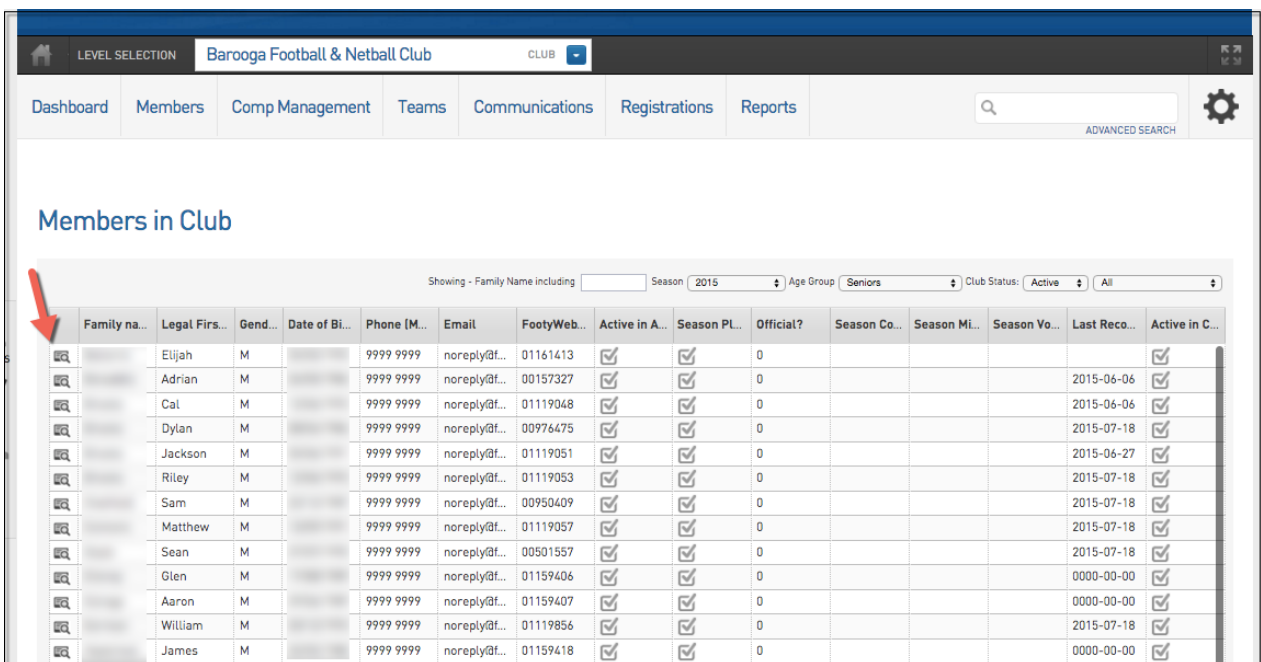 LEVEL SELECTION Barooga Football & Netball Club CLUB
Dashboard Members Comp Management Teams Communications Registrations Reports
ADVANCED SEARCH
Members in Club
Showing - Family Name including Season 2015 Age Group Seniors Club Status: Active All
Family na... Legal Firs... Gend... Date of Bi... Phone (M... Email FootyWeb... Active in A... Season Pl... Official? Season Co... Season Mi... Season Vo... Last Reco... Active in C...
Elijah M 9999 9999 noreply@f... 01161413 0
Adrian M 9999 9999 noreply@f... 00157327 0 2015-06-06
Cal M 9999 9999 noreply@f... 01119048 0 2015-06-06
Dylan M 9999 9999 noreply@f... 00976475 0 2015-07-18
Jackson M 9999 9999 noreply@f... 01119051 0 2015-06-27
Riley M 9999 9999 noreply@f... 01119053 0 2015-07-18
Sam M 9999 9999 noreply@f... 00950409 0 2015-07-18
Matthew M 9999 9999 noreply@f... 01119057 0 2015-07-18
Sean M 9999 9999 noreply@f... 00501557 0 2015-07-18
Glen M 9999 9999 noreply@f... 01159406 0 0000-00-00
Aaron M 9999 9999 noreply@f... 01159407 0 0000-00-00
William M 9999 9999 noreply@f... 01119856 0 2015-07-18
James M 9999 9999 noreply@f... 01159418 0 0000-00-00